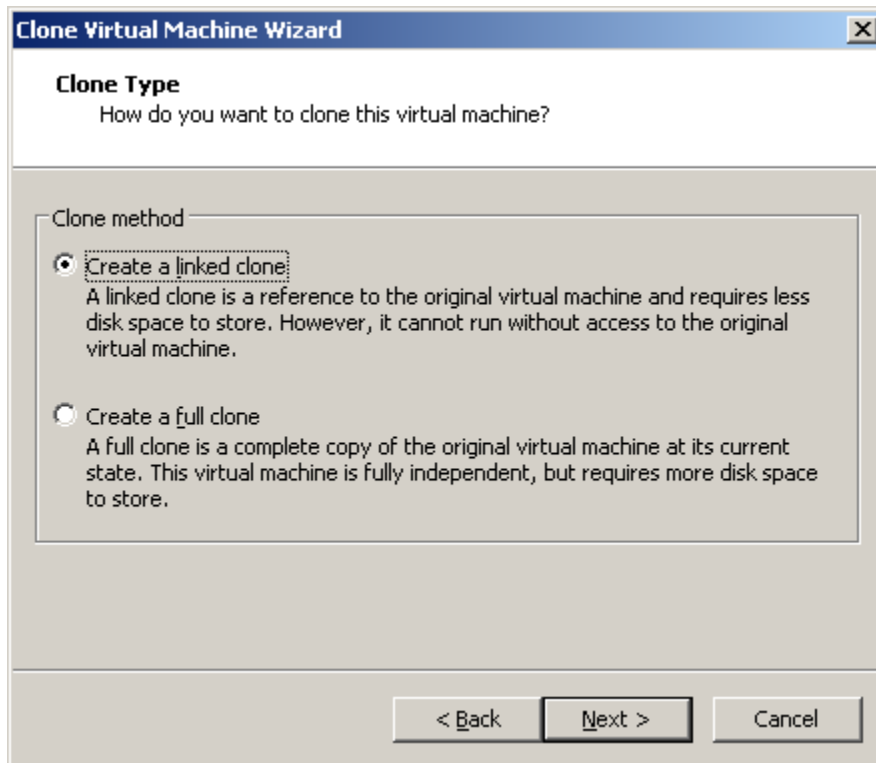 Clone Virtual Machine Wizard
Clone Type
How do you want to clone this virtual machine?
Clone method
Create a linked clone
A linked clone is a reference to the original virtual machine and requires less
disk space to store. However, it cannot run without access to the original
virtual machine.
Create a full clone
A full clone is a complete copy of the original virtual machine at its current
state. This virtual machine is fully independent, but requires more disk space
to store.
< Back
Next >
Cancel